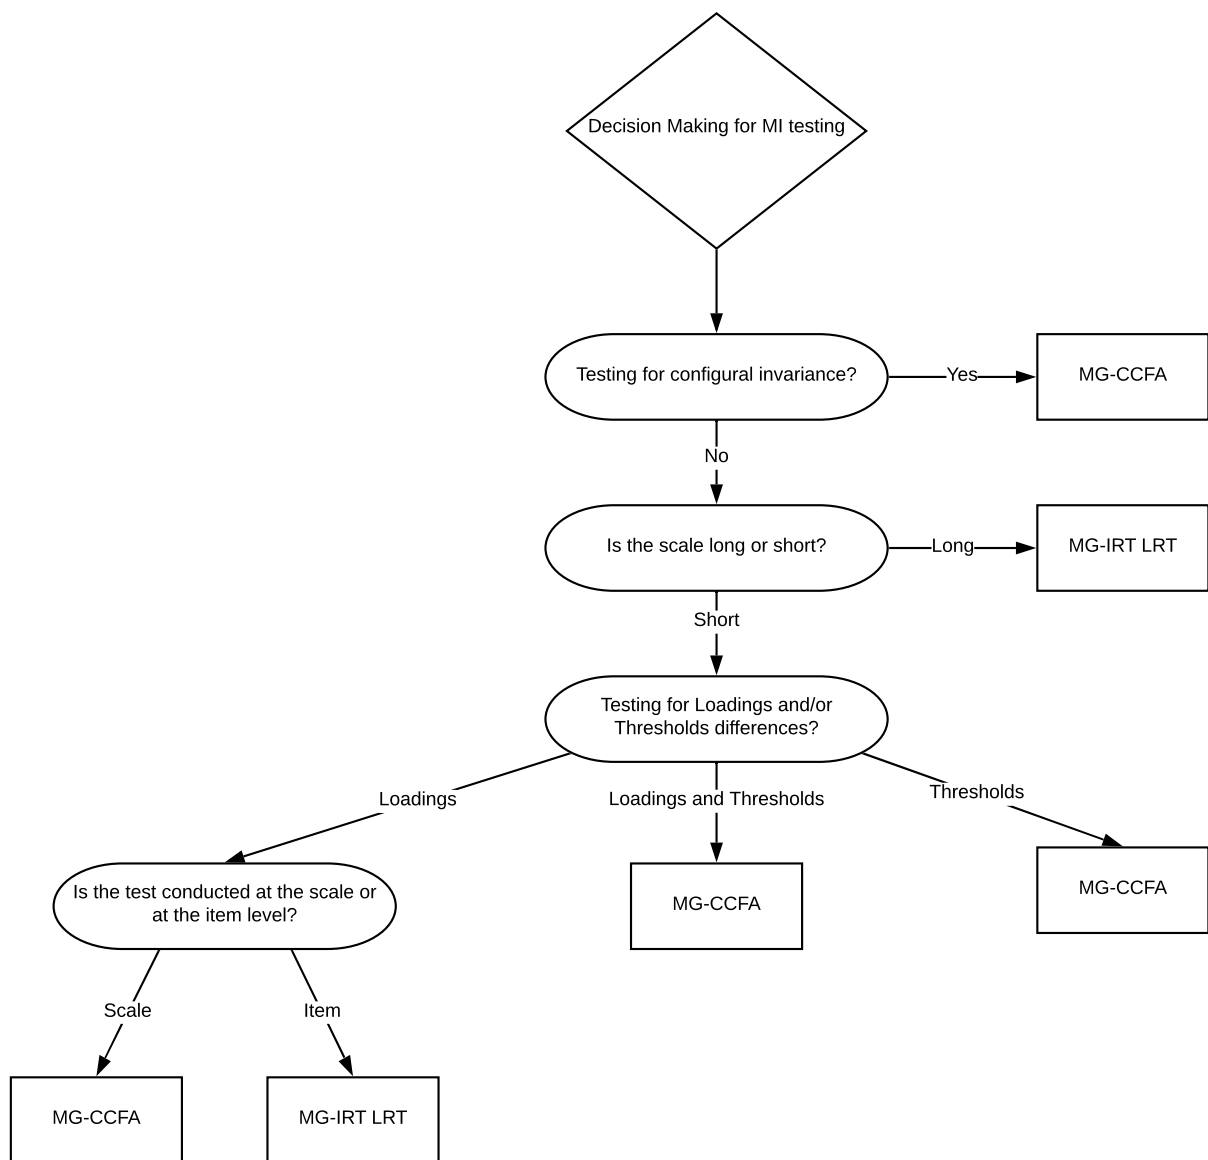 Decision Making for MI testing
Testing for configural invariance?
Yes
MG-CCFA
No
Is the scale long or short?
Long
MG-IRT LRT
Short
Testing for Loadings and/or
Thresholds differences?
Loadings
Loadings and Thresholds
Thresholds
Is the test conducted at the scale or
at the item level?
MG-CCFA
MG-CCFA
Scale
Item
MG-CCFA
MG-IRT LRT